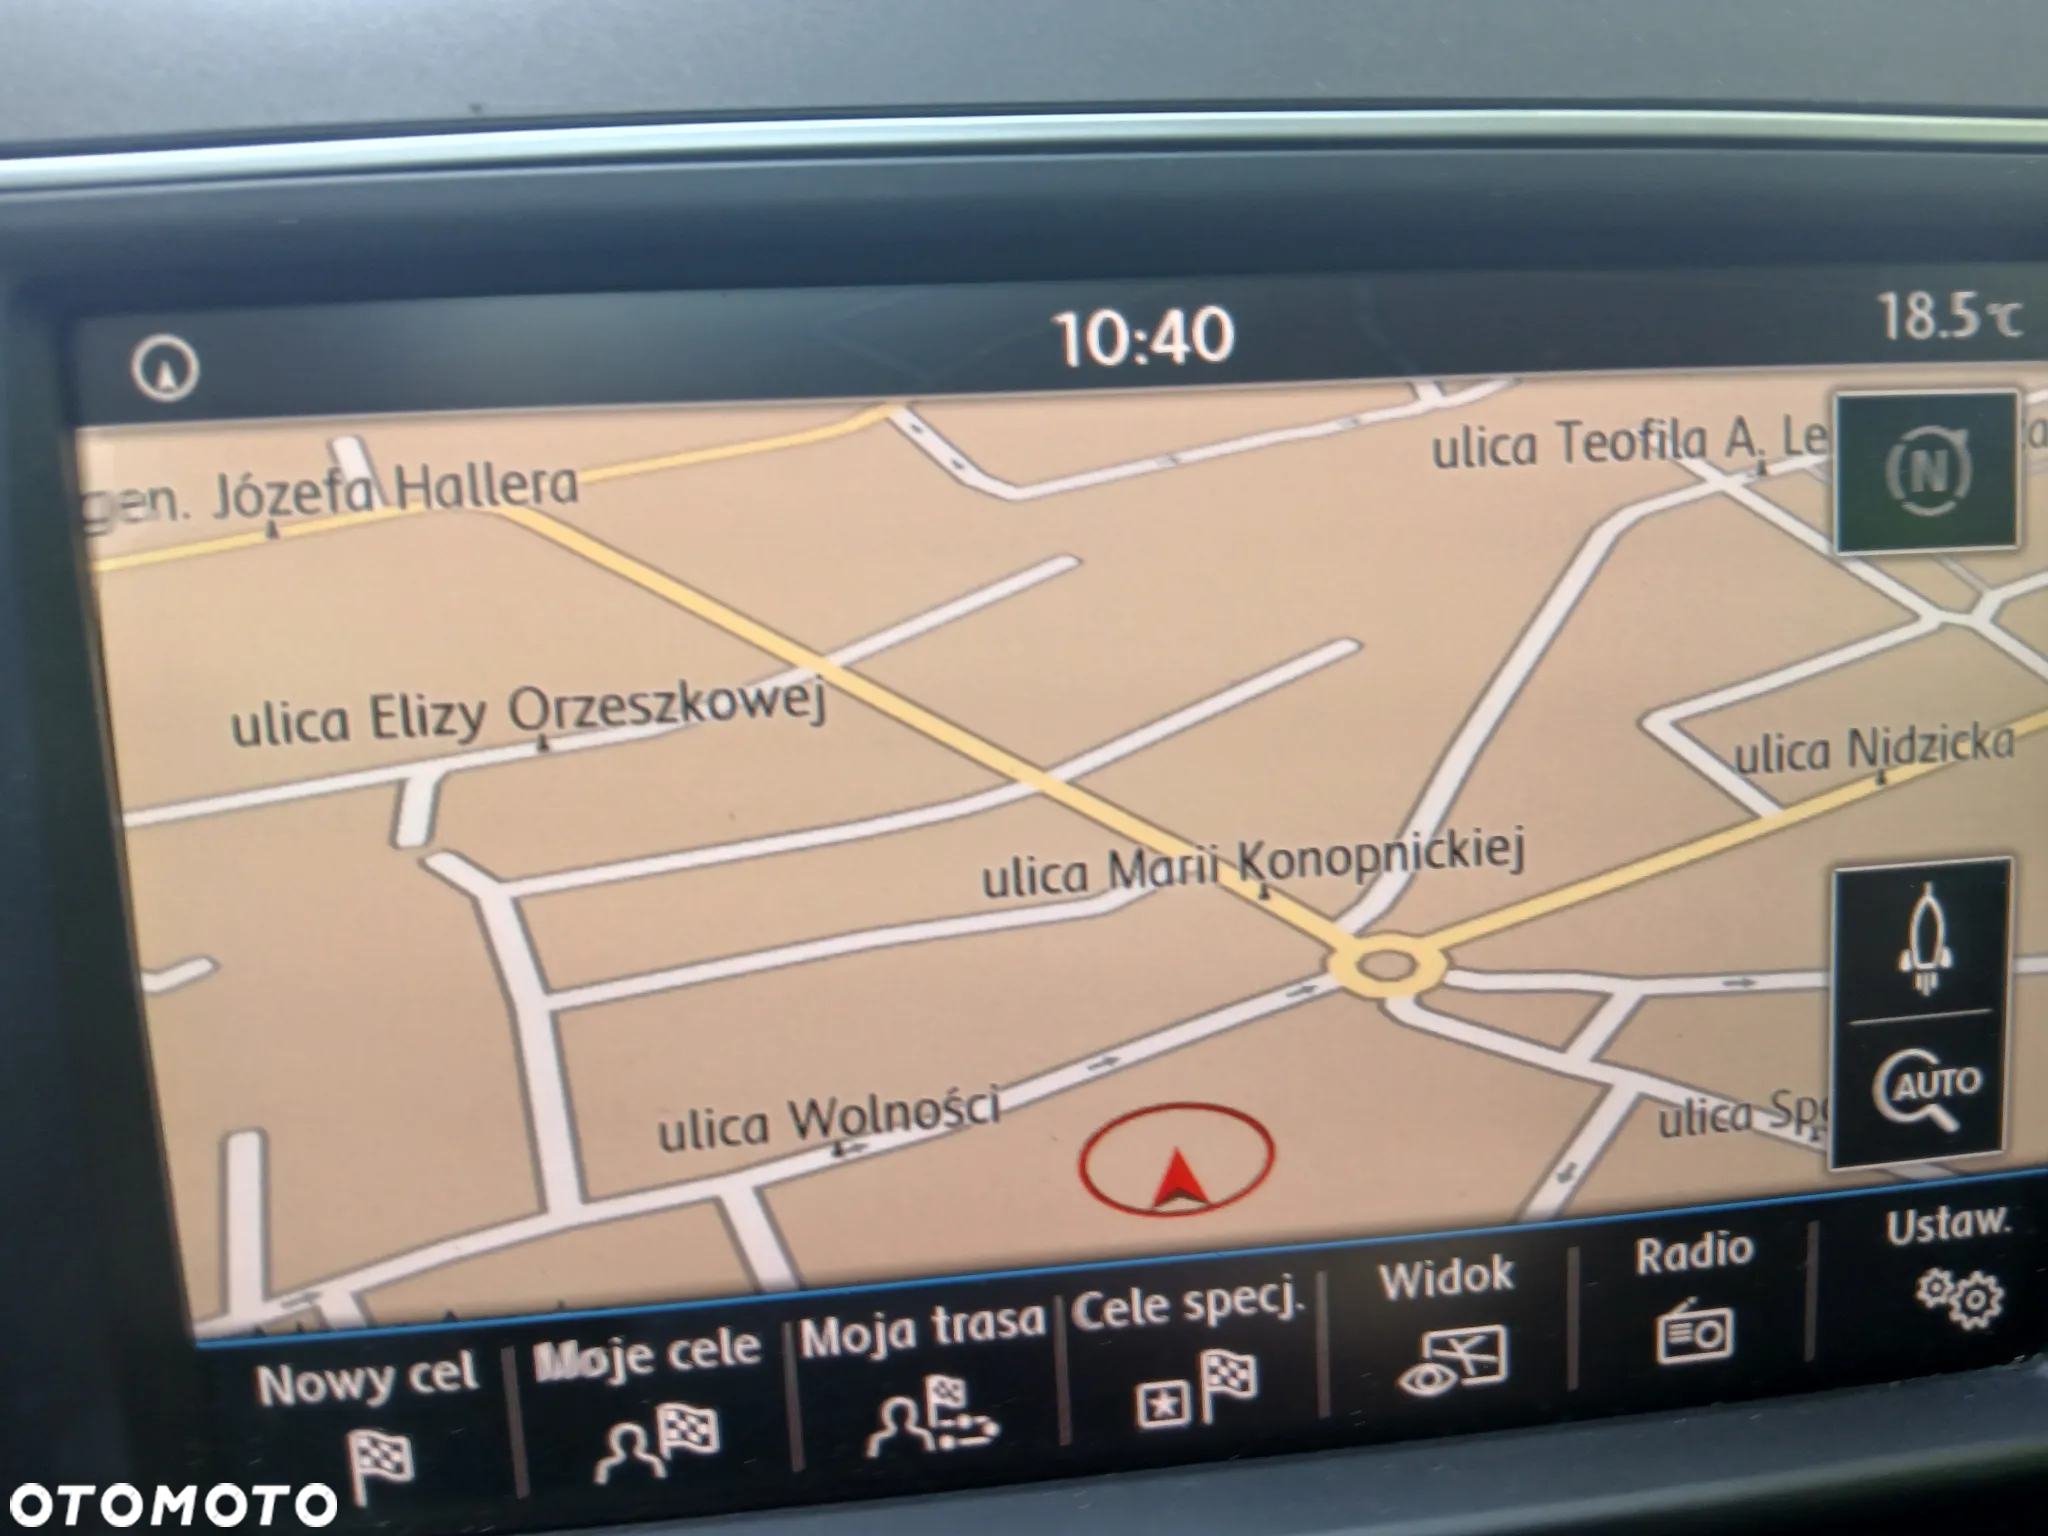 10:40
18.5°C
gen. Józefa Hallera
ulica Teofila A. Le
N
ulica Elizy Orzeszkowej
ulica Nidzicka
ulica Marii Konopnickiej
AUTO
ulica Wolności
ulica
Nowy cel
Moje cele
Moja trasa
Cele specj.
Widok
Radio
Ustaw.
OTOMOTO